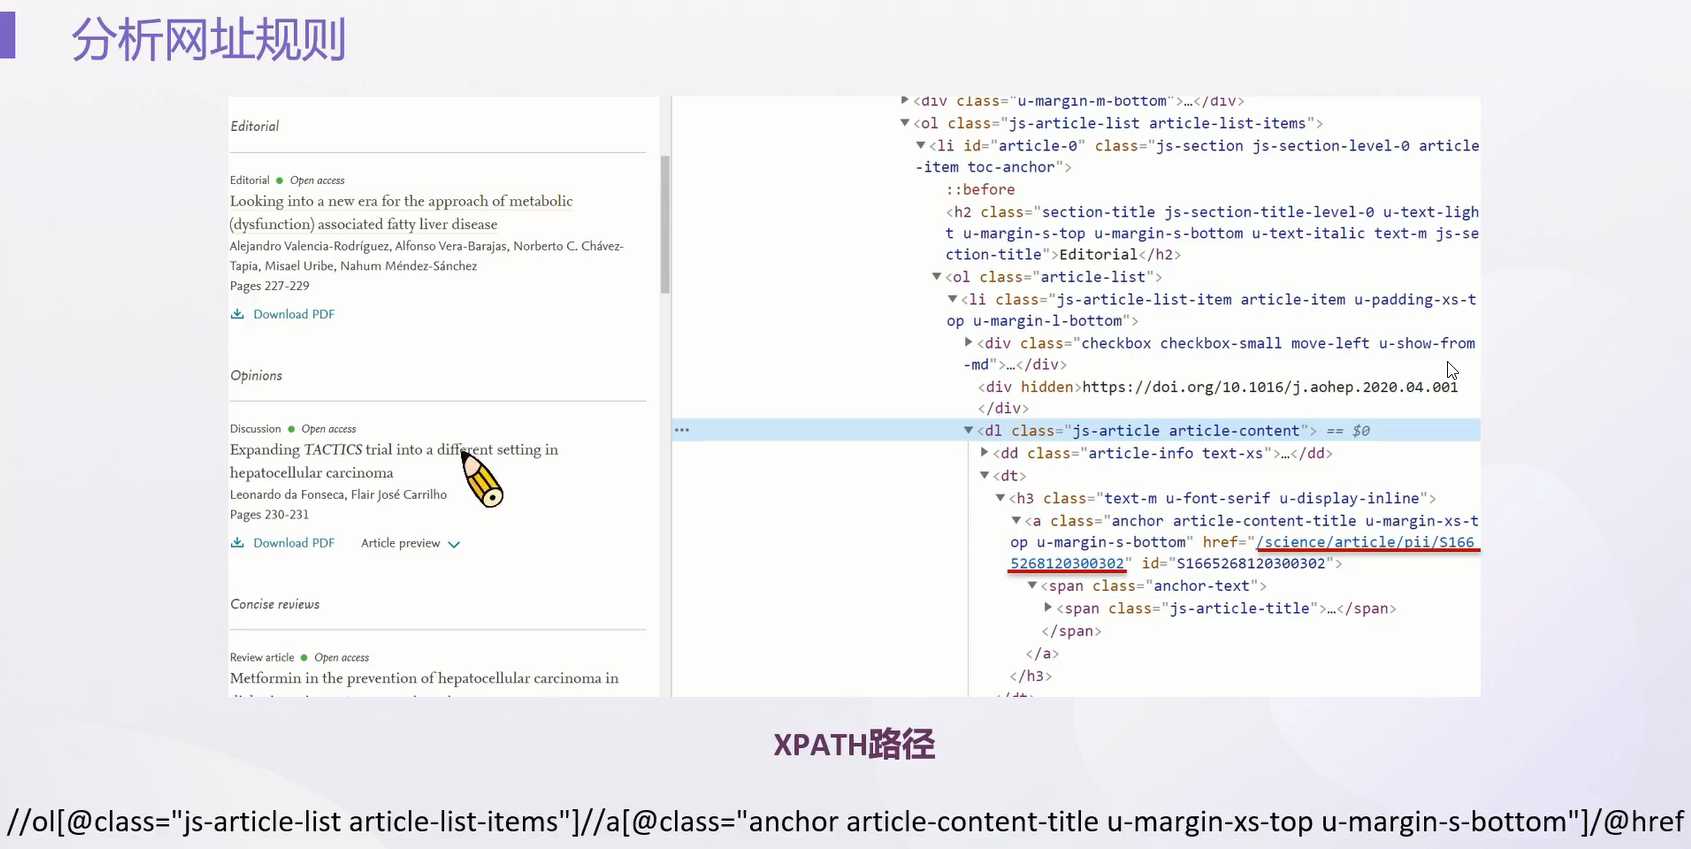 分析网址规则
Editorial
Editorial ● Open access
Looking into a new era for the approach of metabolic
(dysfunction) associated fatty liver disease
Alejandro Valencia-Rodríguez, Alfonso Vera-Barajas, Norberto C. Chávez-
Tapia, Misael Uribe, Nahum Méndez-Sánchez
Pages 227-229
Download PDF
Opinions
Discussion ● Open access
Expanding TACTICS trial into a different setting in
hepatocellular carcinoma
Leonardo da Fonseca, Flair José Carrilho
Pages 230-231
Download PDF Article preview
Concise reviews
Review article ● Open access
Metformin in the prevention of hepatocellular carcinoma in
<div class="u-margin-m-bottom">…</div>
<ol class="js-article-list article-list-items">
<li id="article-0" class="js-section js-section-level-0 article
-item toc-anchor">
::before
<h2 class="section-title js-section-title-level-0 u-text-ligh
t u-margin-s-top u-margin-s-bottom u-text-italic text-m js-se
ction-title">Editorial</h2>
<ol class="article-list">
<li class="js-article-list-item article-item u-padding-xs-t
op u-margin-l-bottom">
<div class="checkbox checkbox-small move-left u-show-from
-md">…</div>
<div hidden>https://doi.org/10.1016/j.aohep.2020.04.001
</div>
… <dl class="js-article article-content"> == $0
<dd class="article-info text-xs">…</dd>
<dt>
<h3 class="text-m u-font-serif u-display-inline">
<a class="anchor article-content-title u-margin-xs-t
op u-margin-s-bottom" href="/science/article/pii/S166
5268120300302" id="S1665268120300302">
<span class="anchor-text">
<span class="js-article-title">…</span>
</span>
</a>
</h3>
XPATH路径
//ol[@class="js-article-list article-list-items"]//a[@class="anchor article-content-title u-margin-xs-top u-margin-s-bottom"]/@href